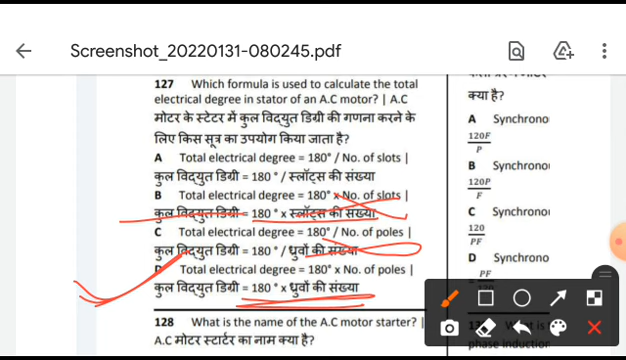 Screenshot_20220131-080245.pdf
127 Which formula is used to calculate the total
electrical degree in stator of an A.C motor? | A.C
मोटर के स्टेटर में कुल विद्युत डिग्री की गणना करने के
लिए किस सूत्र का उपयोग किया जाता है?
A Total electrical degree = 180° / No. of slots |
कुल विद्युत डिग्री = 180 ° / स्लॉट्स की संख्या
B Total electrical degree = 180° x No. of slots |
कुल विद्युत डिग्री = 180 ° x स्लॉट्स की संख्या
C Total electrical degree = 180° / No. of poles |
कुल विद्युत डिग्री = 180 ° / ध्रुवों की संख्या
D Total electrical degree = 180° x No. of poles |
कुल विद्युत डिग्री = 180 ° x ध्रुवों की संख्या
128 What is the name of the A.C motor starter? |
A.C मोटर स्टार्टर का नाम क्या है?
क्या है?
A Synchrono
120F
P
B Synchrono
120P
F
C Synchrono
120
PF
D Synchrono
PF
phase induction